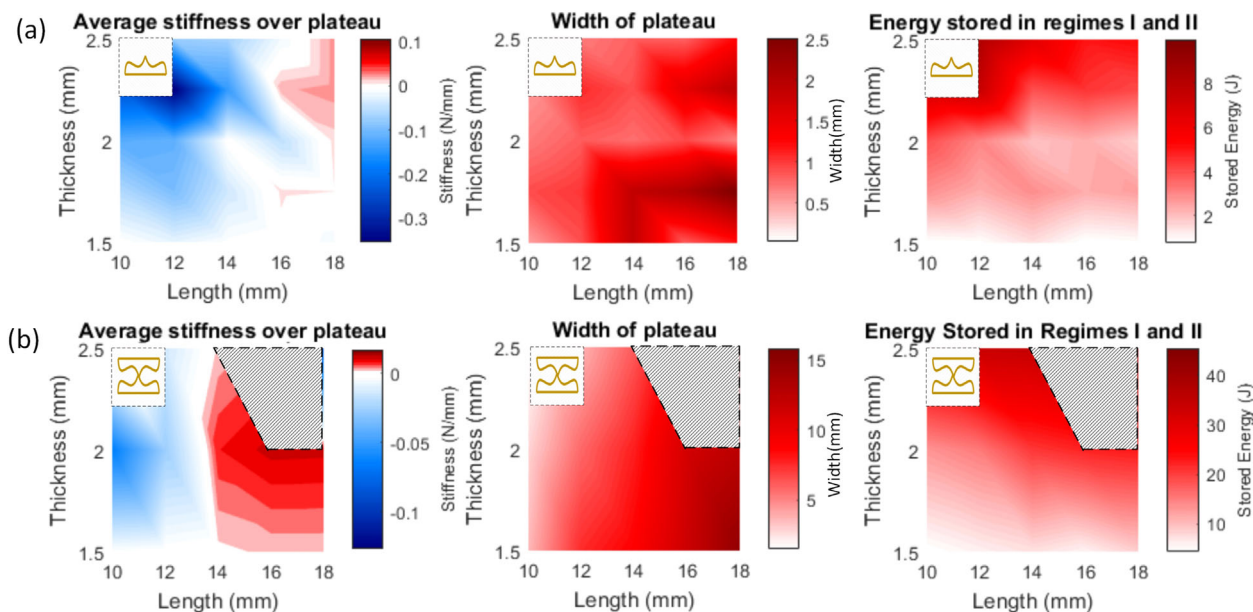 (a)
Average stiffness over plateau
Width of plateau
Energy stored in regimes I and II
2.5
2
1.5
Thickness (mm)
10 12 14 16 18
Length (mm)
0.1
0
-0.1
-0.2
-0.3
Stiffness (N/mm)
2.5
2
1.5
Thickness (mm)
10 12 14 16 18
Length (mm)
2.5
2
1.5
1
0.5
Width(mm)
2.5
2
1.5
Thickness (mm)
10 12 14 16 18
Length (mm)
8
6
4
2
Stored Energy (J)
(b)
Average stiffness over plateau
Width of plateau
Energy Stored in Regimes I and II
2.5
2
1.5
Thickness (mm)
10 12 14 16 18
Length (mm)
0
-0.05
-0.1
Stiffness (N/mm)
2.5
2
1.5
Thickness (mm)
10 12 14 16 18
Length (mm)
15
10
5
Width(mm)
2.5
2
1.5
Thickness (mm)
10 12 14 16 18
Length (mm)
40
30
20
10
Stored Energy (J)